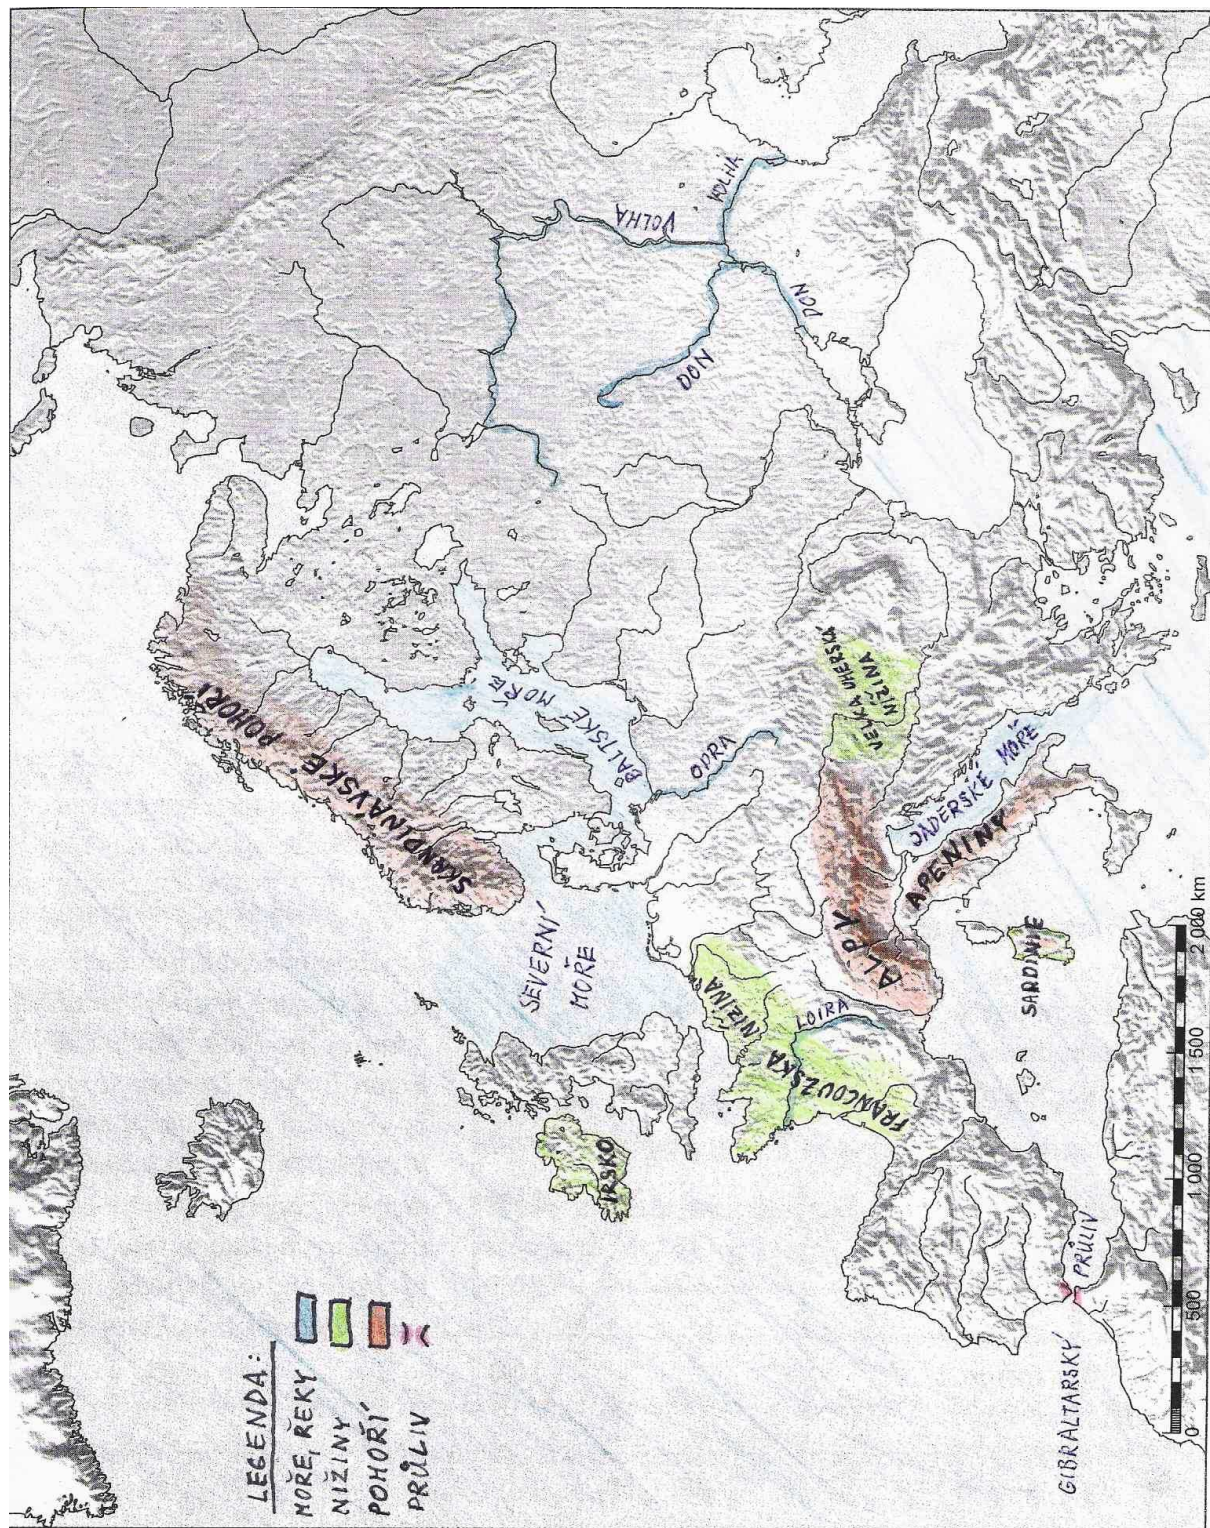 LEGENDA:
MOŘE, ŘEKY
NIŽINY
POHOŘÍ
PRŮLIV
SKANDINÁVSKÉ POHOŘÍ
SEVERNÍ
MOŘE
BALTSKÉ MOŘE
IRSKO
FRANCOUZSKÁ NÍŽINA
LOIRA
ODRA
VOLHA
VOLHA
DON
DON
ALPY
VELKÁ UHERSKÁ
NÍŽINA
JADERSKÉ MOŘE
APENINY
SARDINIE
GIBRALTARSKÝ PRŮLIV
0 500 1 000 1 500 2 000 km